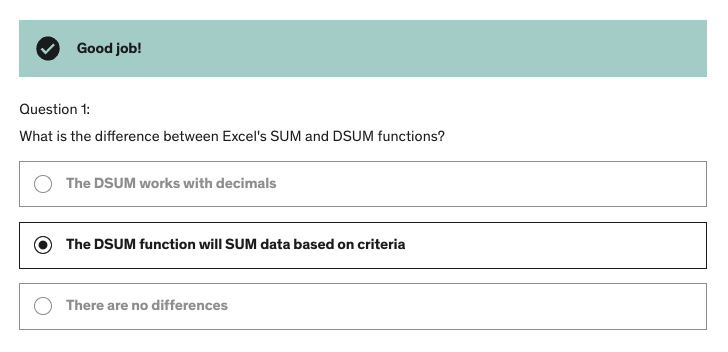 Good job!
Question 1:
What is the difference between Excel's SUM and DSUM functions?
The DSUM works with decimals
The DSUM function will SUM data based on criteria
There are no differences